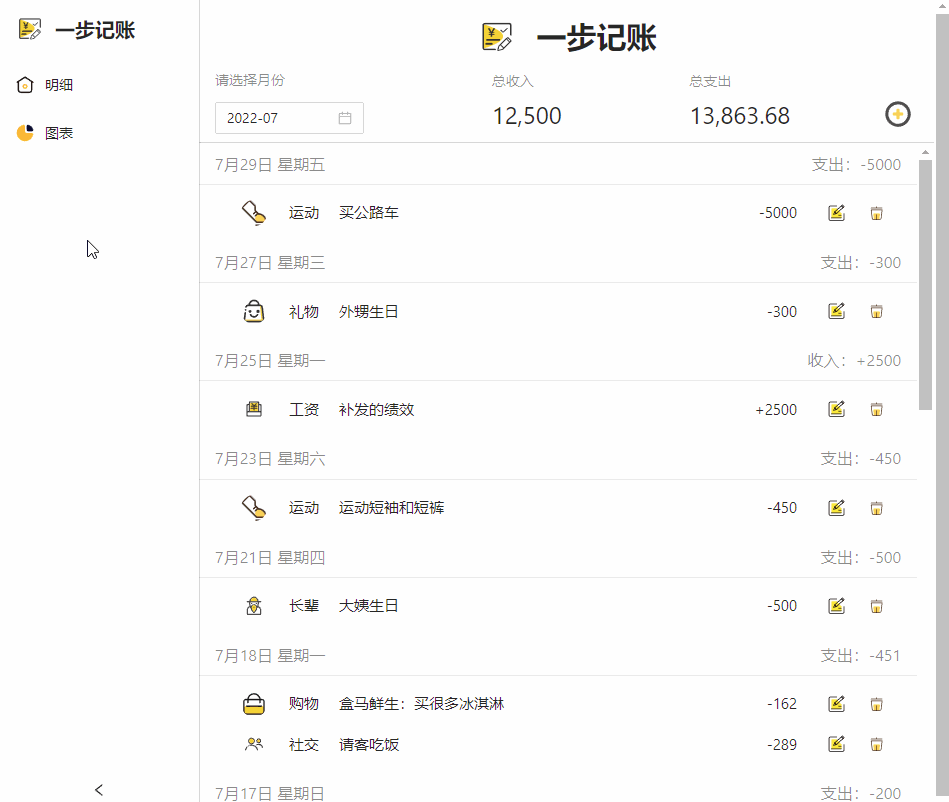 一步记账
明细
图表
一步记账
请选择月份 总收入 总支出
2022-07 12,500 13,863.68
7月29日 星期五 支出：-5000
运动 买公路车 -5000
7月27日 星期三 支出：-300
礼物 外甥生日 -300
7月25日 星期一 收入：+2500
工资 补发的绩效 +2500
7月23日 星期六 支出：-450
运动 运动短袖和短裤 -450
7月21日 星期四 支出：-500
长辈 大姨生日 -500
7月18日 星期一 支出：-451
购物 盒马鲜生：买很多冰淇淋 -162
社交 请客吃饭 -289
7月17日 星期日 支出：-200